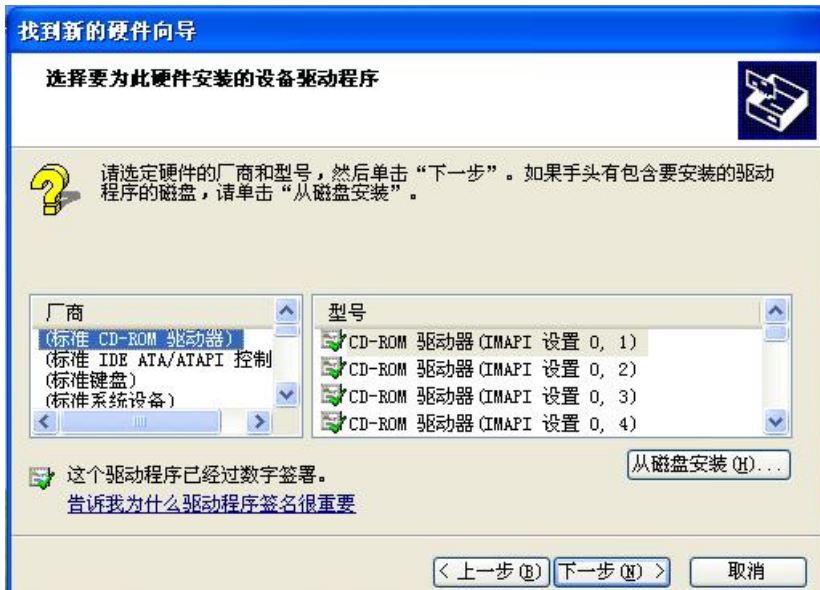 找到新的硬件向导
选择要为此硬件安装的设备驱动程序
请选定硬件的厂商和型号，然后单击“下一步”。如果手头有包含要安装的驱动
程序的磁盘，请单击“从磁盘安装”。
厂商
(标准 CD-ROM 驱动器)
(标准 IDE ATA/ATAPI 控制
(标准键盘)
(标准系统设备)
型号
CD-ROM 驱动器(IMAPI 设置 0, 1)
CD-ROM 驱动器(IMAPI 设置 0, 2)
CD-ROM 驱动器(IMAPI 设置 0, 3)
CD-ROM 驱动器(IMAPI 设置 0, 4)
从磁盘安装(H)...
这个驱动程序已经过数字签署。
告诉我为什么驱动程序签名很重要
< 上一步(B) 下一步(N) > 取消